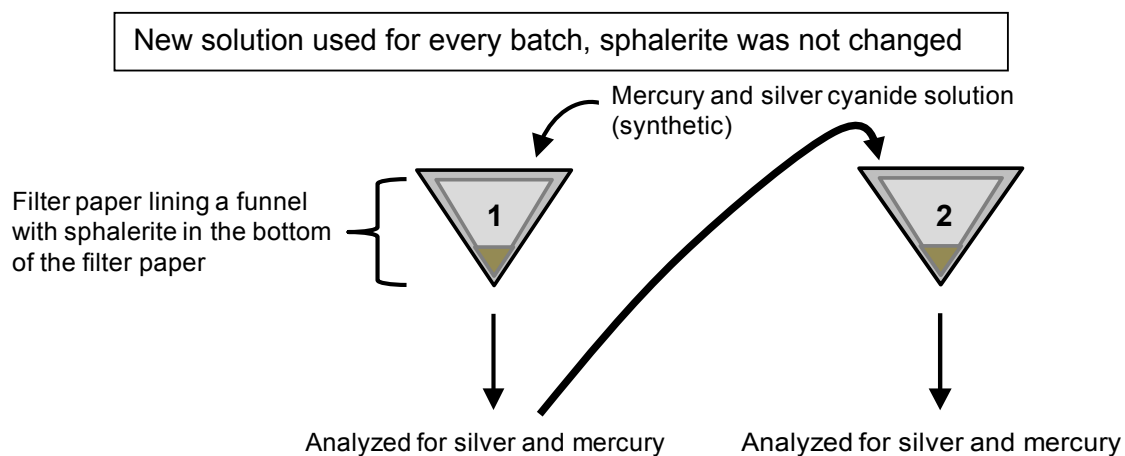 New solution used for every batch, sphalerite was not changed
Mercury and silver cyanide solution
(synthetic)
Filter paper lining a funnel
with sphalerite in the bottom
of the filter paper
1
2
Analyzed for silver and mercury
Analyzed for silver and mercury